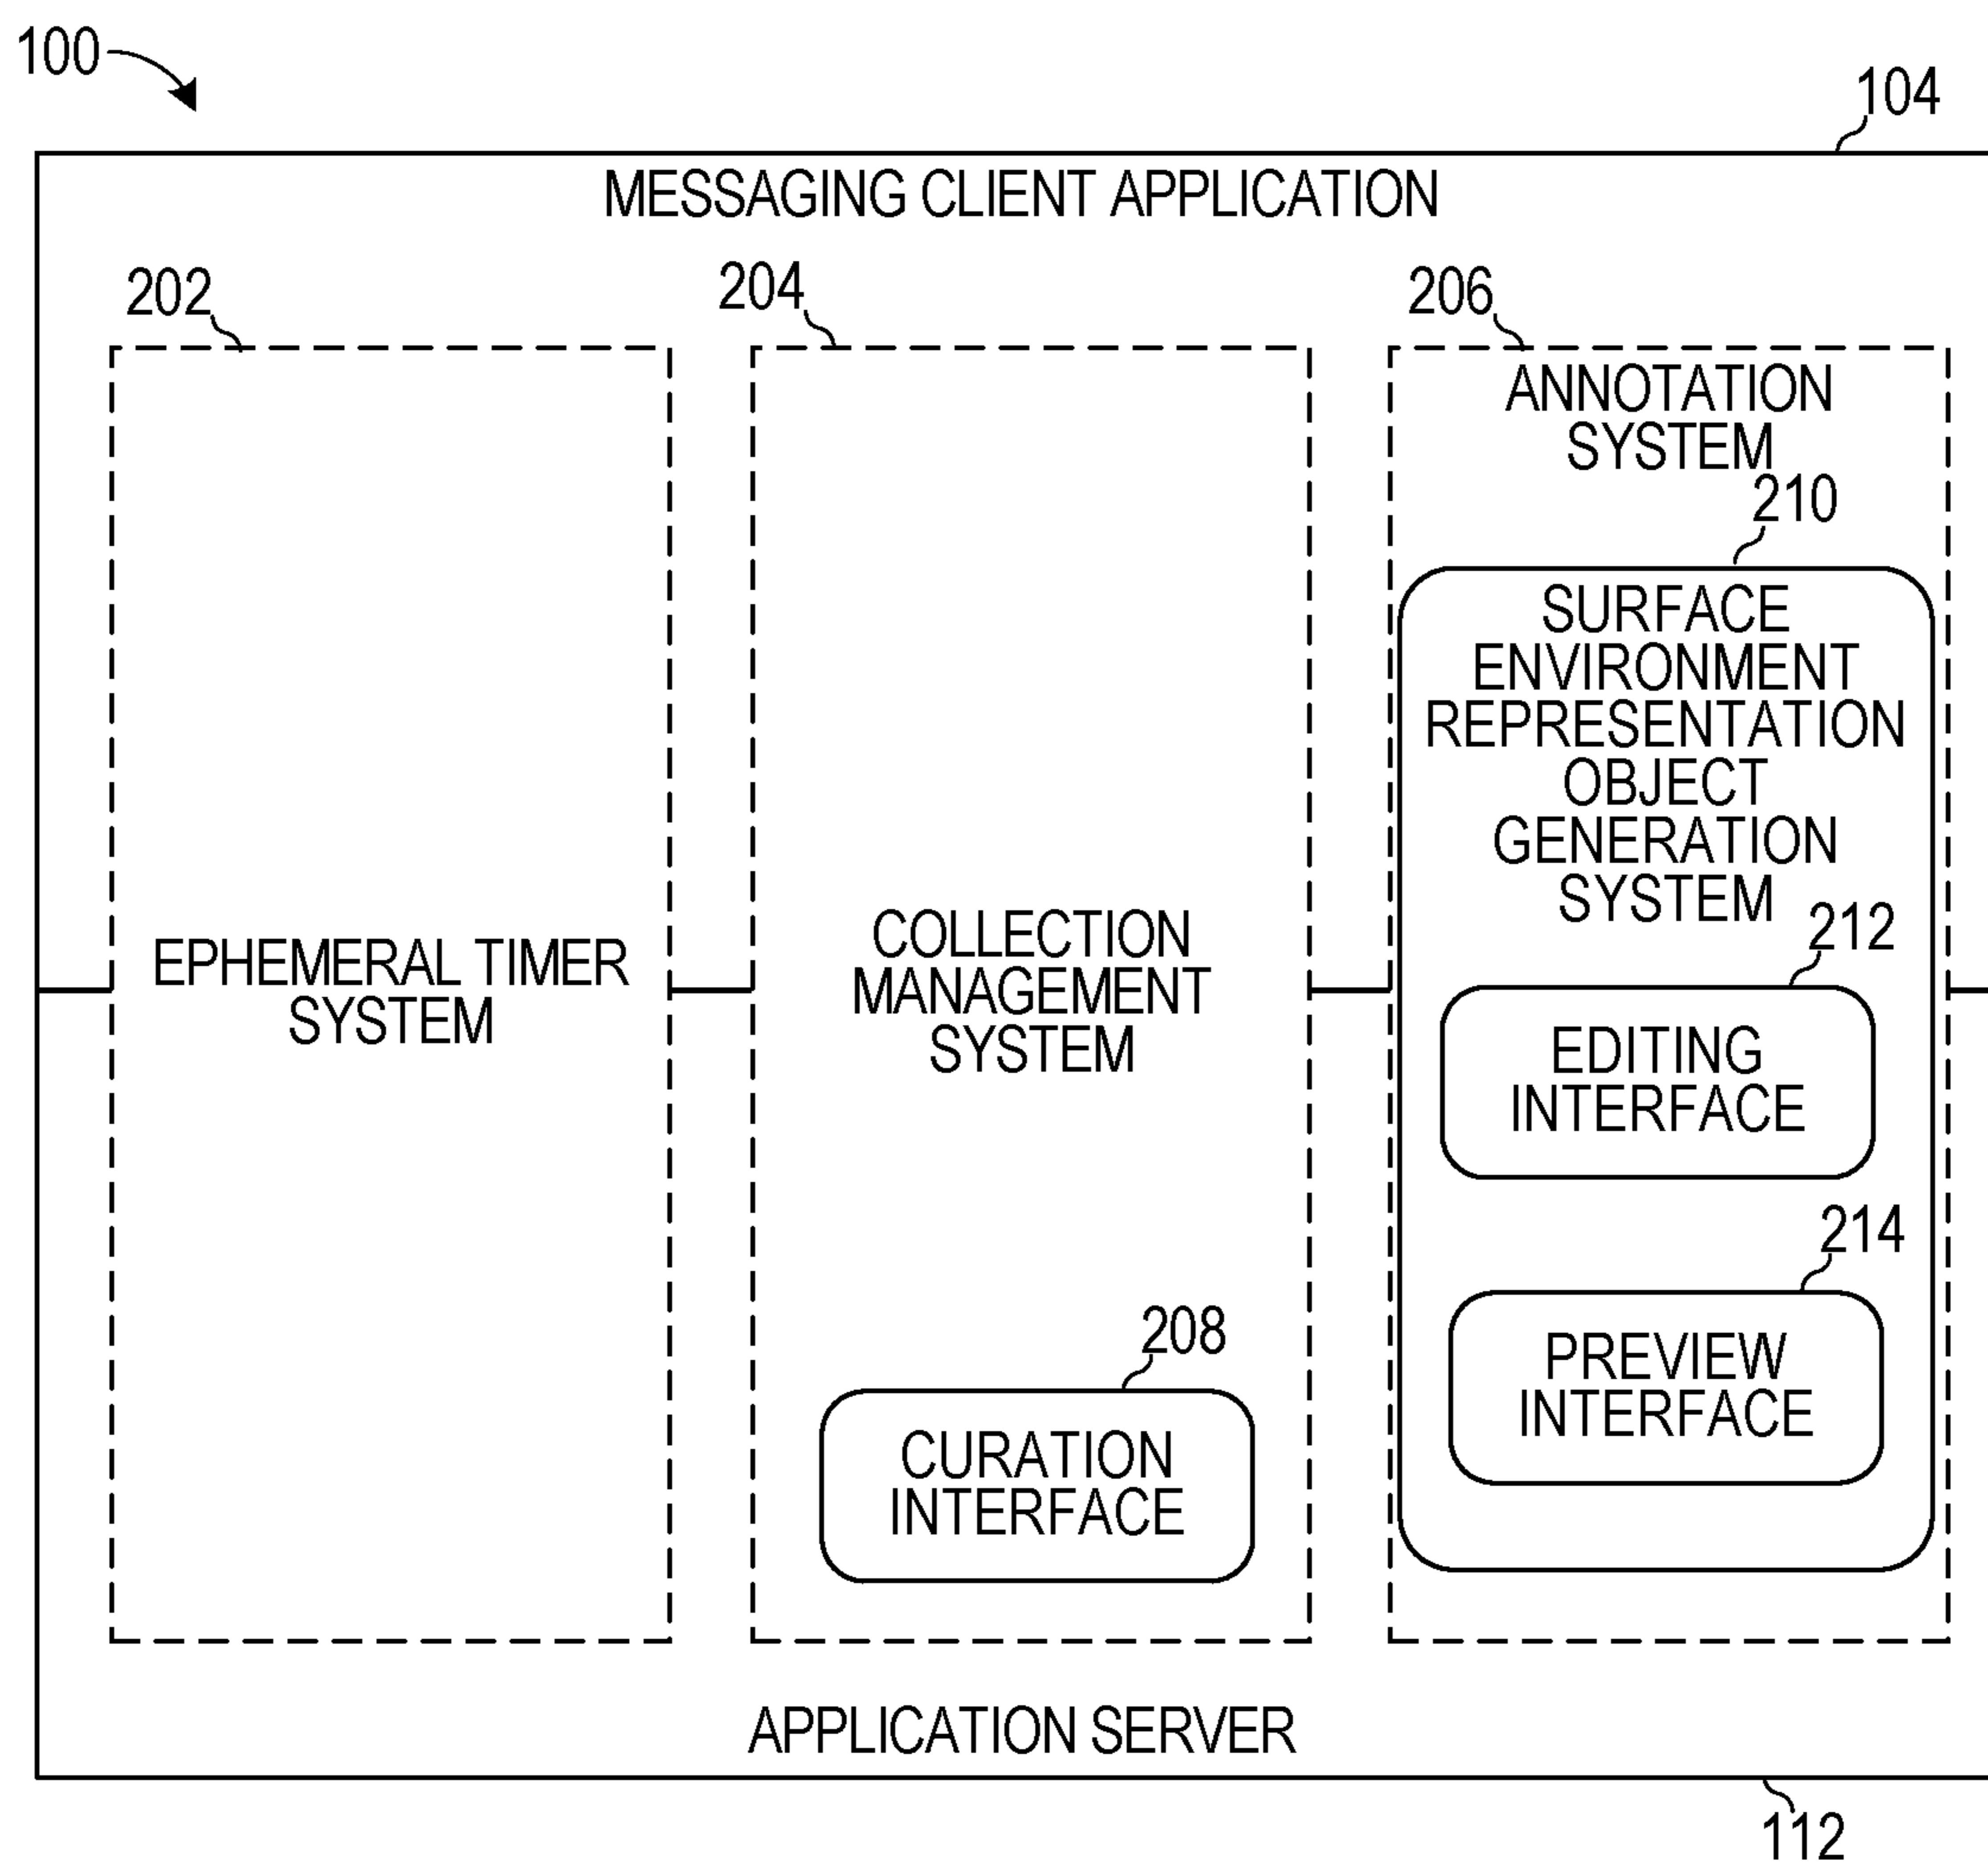 100
104
MESSAGING CLIENT APPLICATION
202
EPHEMERAL TIMER
SYSTEM
204
COLLECTION
MANAGEMENT
SYSTEM
208
CURATION
INTERFACE
206
ANNOTATION
SYSTEM
210
SURFACE
ENVIRONMENT
REPRESENTATION
OBJECT
GENERATION
SYSTEM
212
EDITING
INTERFACE
214
PREVIEW
INTERFACE
APPLICATION SERVER
112